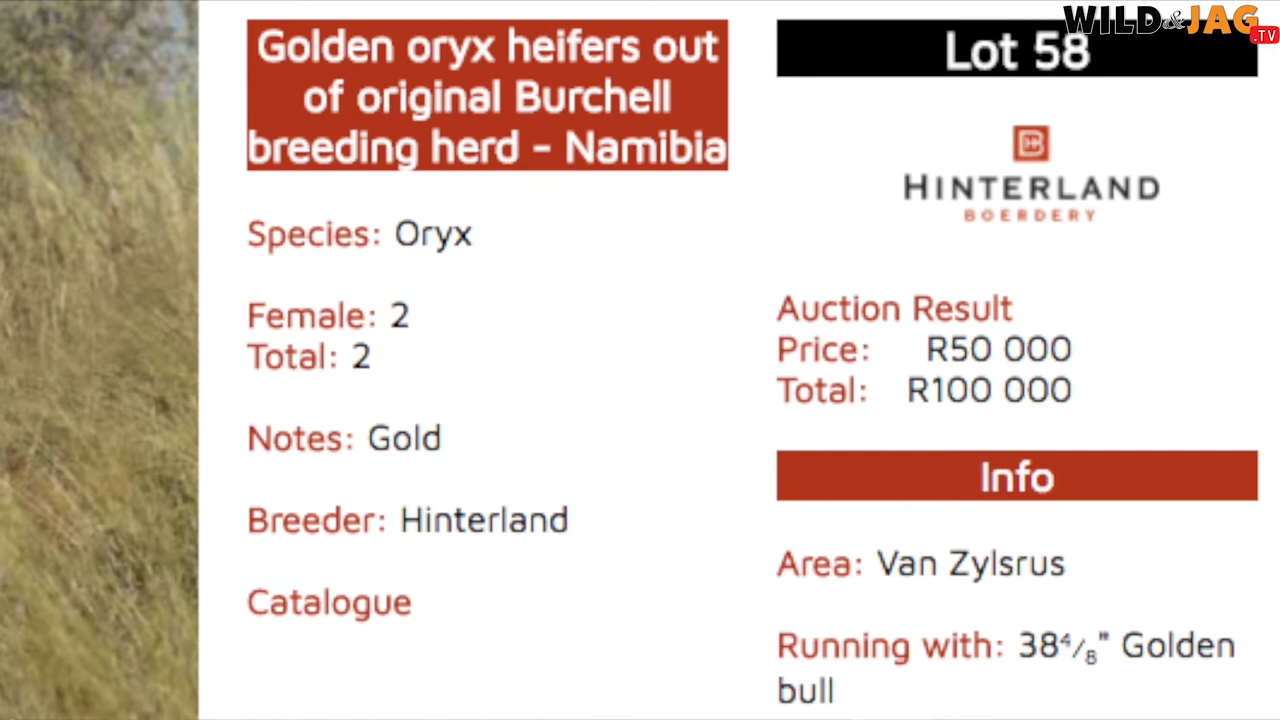 WILD&JAG
.TV
Golden oryx heifers out
of original Burchell
breeding herd - Namibia
Species: Oryx
Female: 2
Total: 2
Notes: Gold
Breeder: Hinterland
Catalogue
Lot 58
HINTERLAND
BOERDERY
Auction Result
Price: R50 000
Total: R100 000
Info
Area: Van Zylsrus
Running with: 38⁴⁄₈" Golden
bull